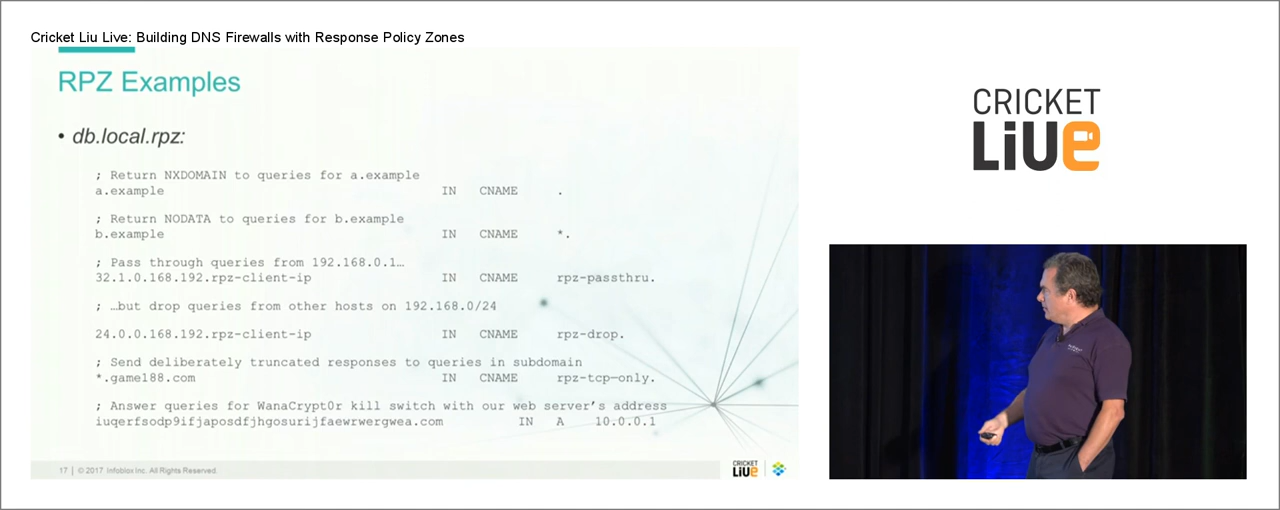 Cricket Liu Live: Building DNS Firewalls with Response Policy Zones
RPZ Examples
• db.local.rpz:
; Return NXDOMAIN to queries for a.example
a.example IN CNAME .
; Return NODATA to queries for b.example
b.example IN CNAME *.
; Pass through queries from 192.168.0.1…
32.1.0.168.192.rpz-client-ip IN CNAME rpz-passthru.
; …but drop queries from other hosts on 192.168.0/24
24.0.0.168.192.rpz-client-ip IN CNAME rpz-drop.
; Send deliberately truncated responses to queries in subdomain
*.game188.com IN CNAME rpz-tcp-only.
; Answer queries for WanaCrypt0r kill switch with our web server's address
iuqerfsodp9ifjaposdfjhgosurijfaewrwergwea.com IN A 10.0.0.1
17 | © 2017 Infoblox Inc. All Rights Reserved.
CRICKET
LiUe
CRICKET
LiUe